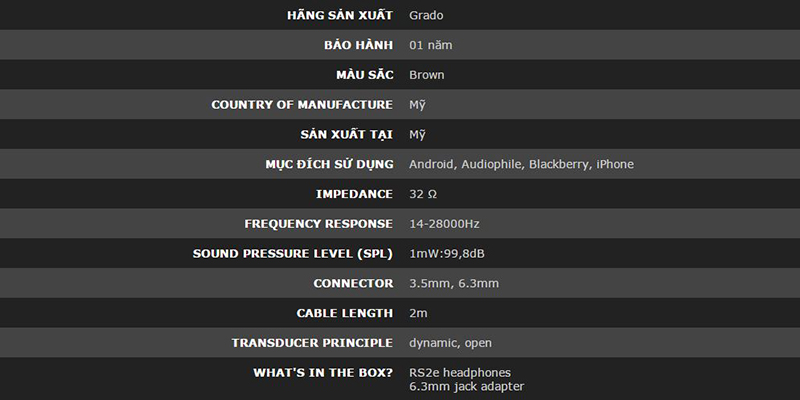 HÃNG SẢN XUẤT Grado
BẢO HÀNH 01 năm
MÀU SẮC Brown
COUNTRY OF MANUFACTURE Mỹ
SẢN XUẤT TẠI Mỹ
MỤC ĐÍCH SỬ DỤNG Android, Audiophile, Blackberry, iPhone
IMPEDANCE 32 Ω
FREQUENCY RESPONSE 14-28000Hz
SOUND PRESSURE LEVEL (SPL) 1mW:99,8dB
CONNECTOR 3.5mm, 6.3mm
CABLE LENGTH 2m
TRANSDUCER PRINCIPLE dynamic, open
WHAT'S IN THE BOX? RS2e headphones
6.3mm jack adapter